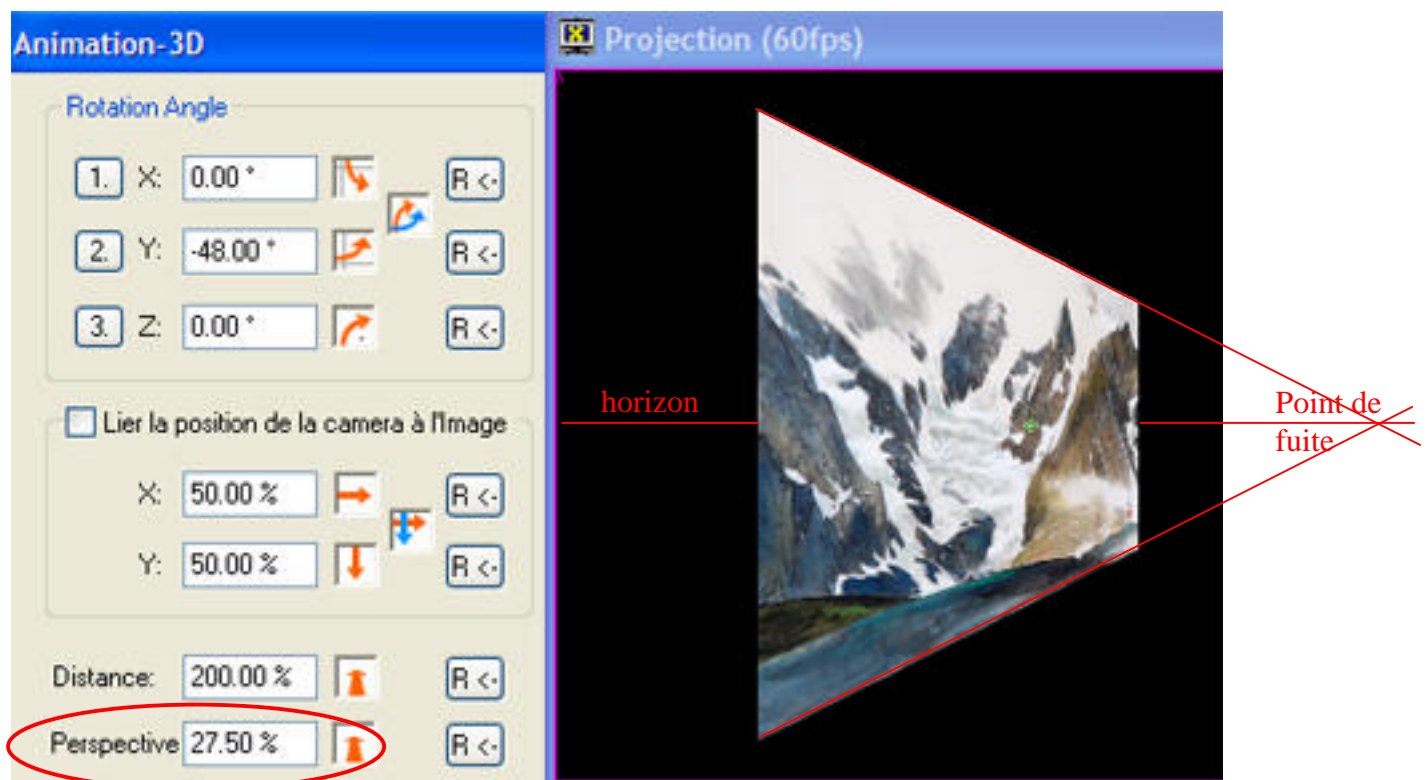 Animation-3D
Rotation Angle
1. X: 0.00 ° R <-
2. Y: -48.00 ° R <-
3. Z: 0.00 ° R <-
Lier la position de la camera à l'Image
X: 50.00 % R <-
Y: 50.00 % R <-
Distance: 200.00 % R <-
Perspective 27.50 % R <-
Projection (60fps)
horizon
Point de
fuite